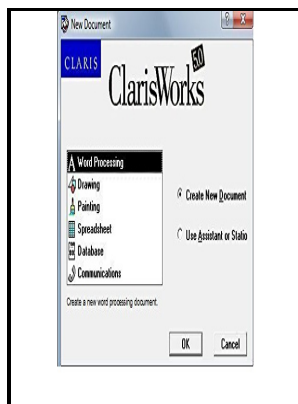 New Document
CLARIS
ClarisWorks 5.0
Word Processing
Drawing
Painting
Spreadsheet
Database
Communications
Create New Document
Use Assistant or Statio
Create a new word processing document.
OK
Cancel